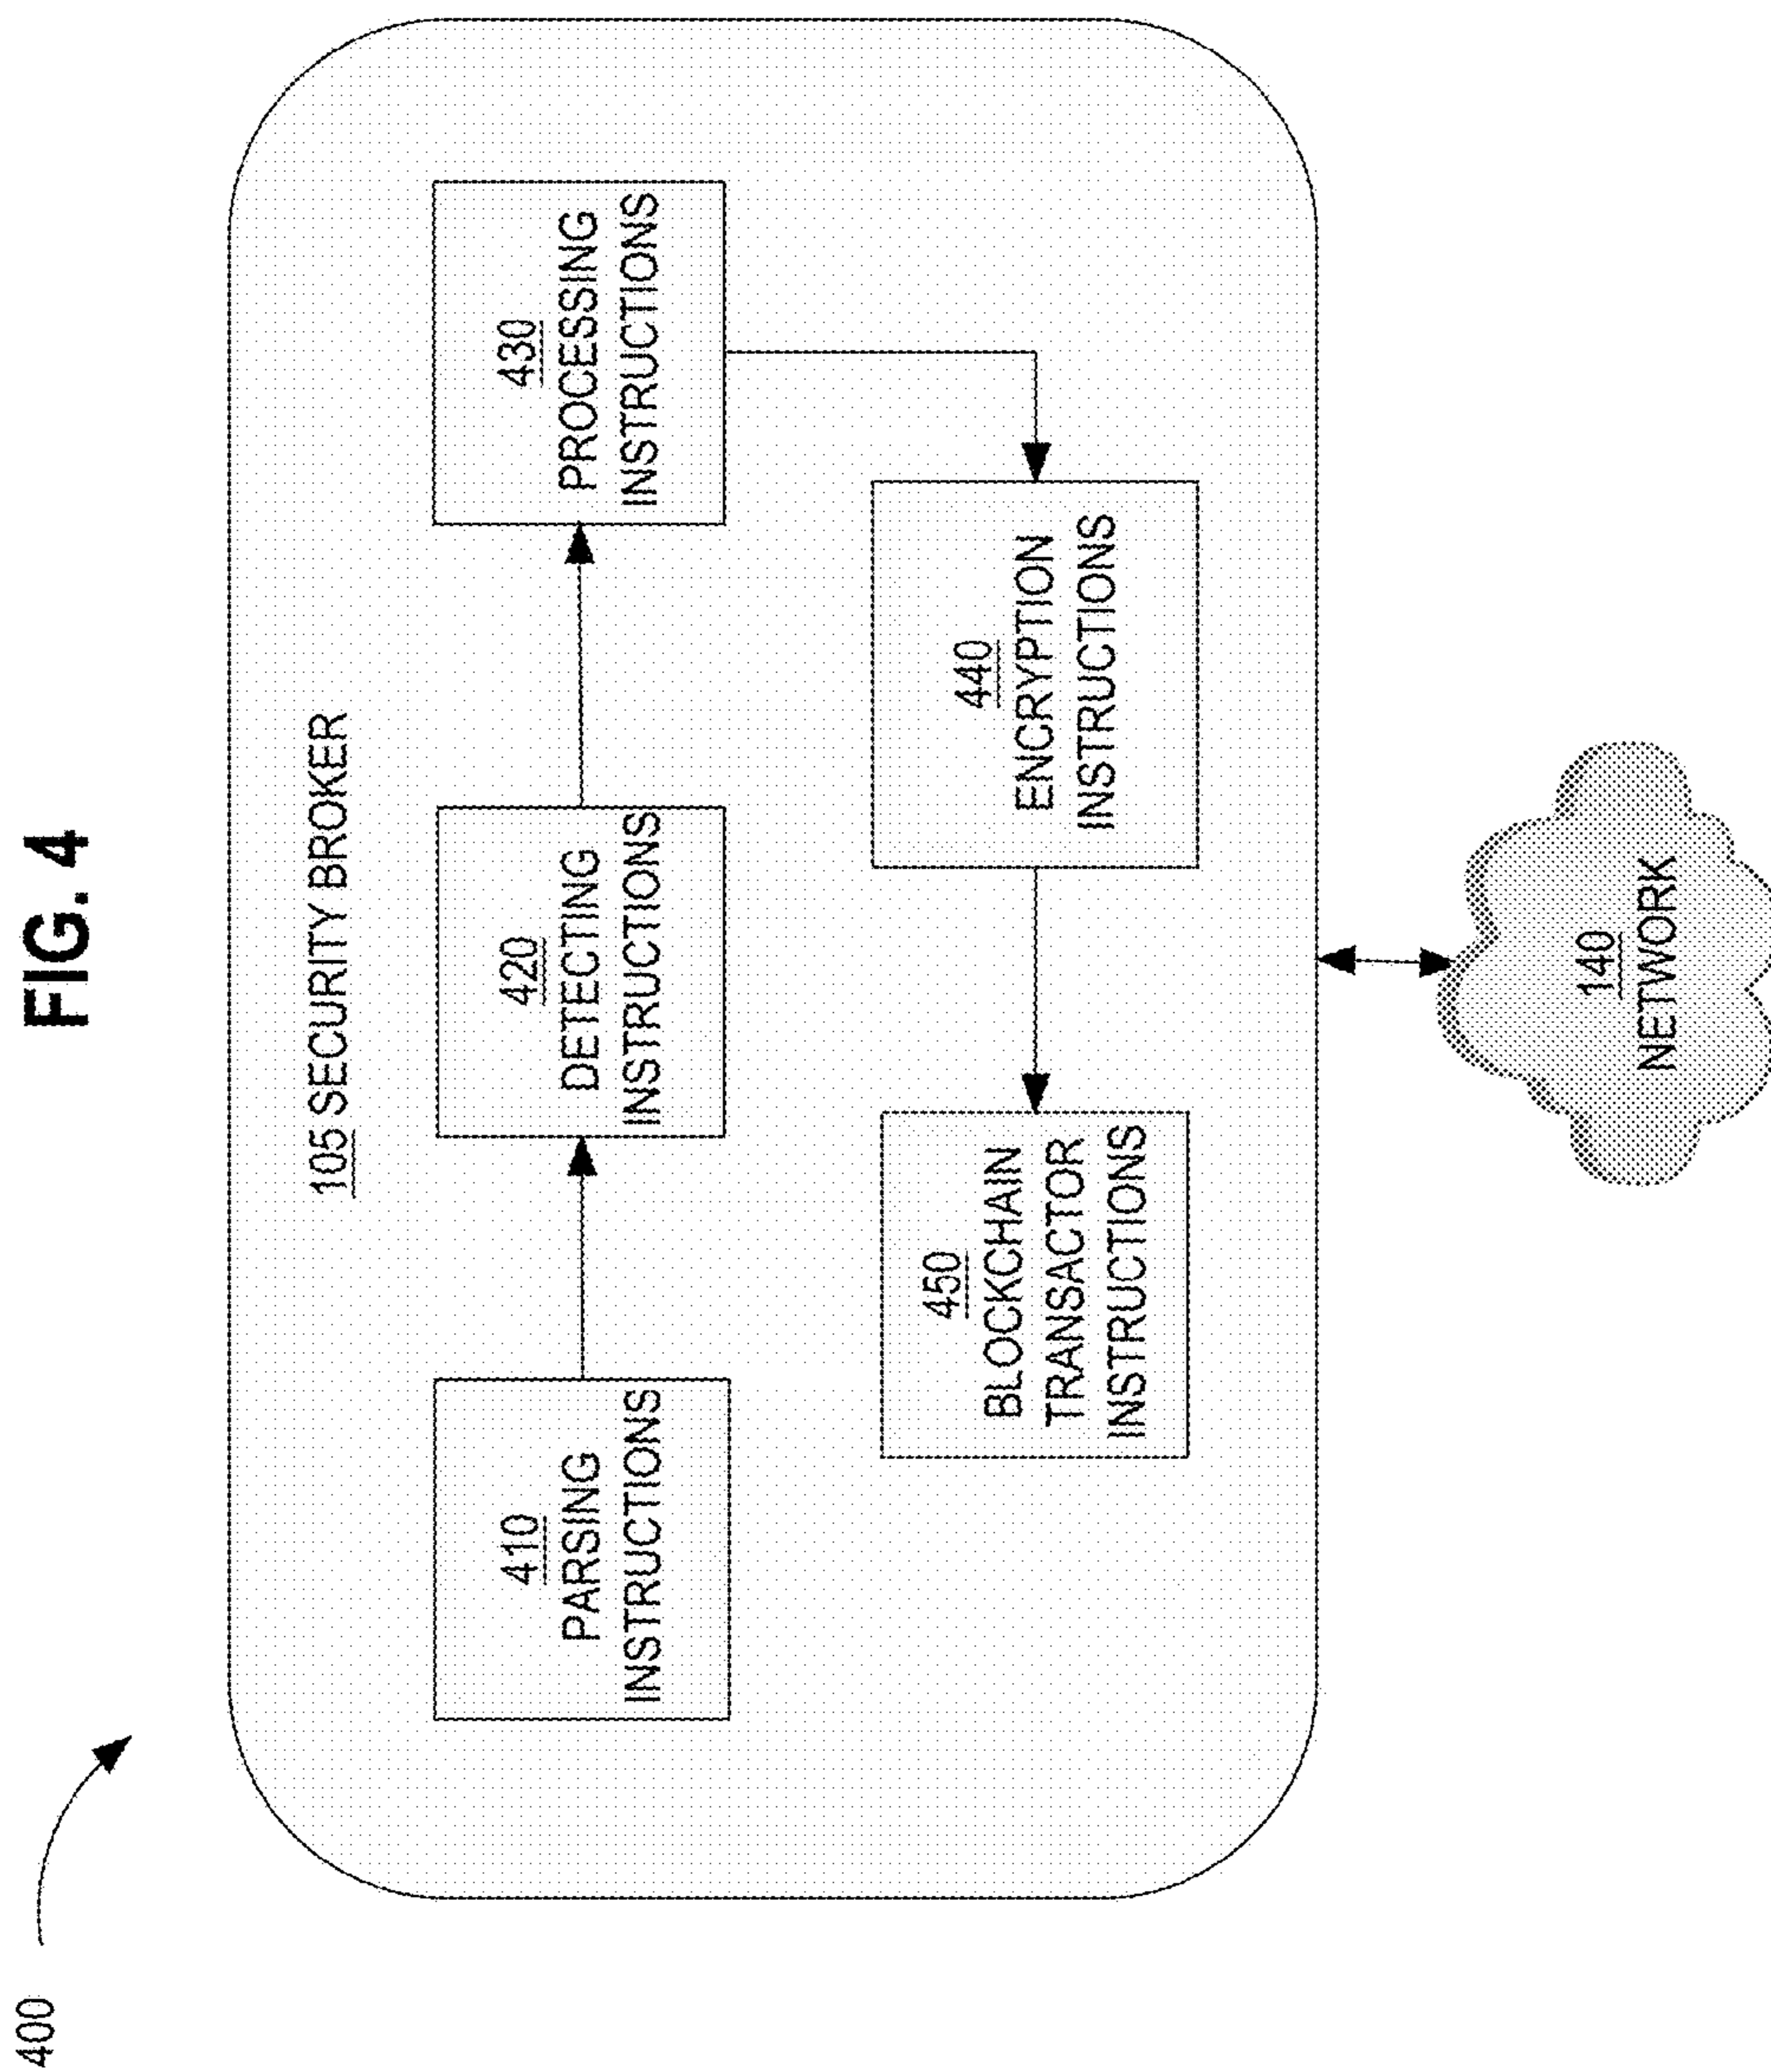 FIG. 4
400
105 SECURITY BROKER
410
PARSING
INSTRUCTIONS
420
DETECTING
INSTRUCTIONS
430
PROCESSING
INSTRUCTIONS
440
ENCRYPTION
INSTRUCTIONS
450
BLOCKCHAIN
TRANSACTOR
INSTRUCTIONS
140
NETWORK